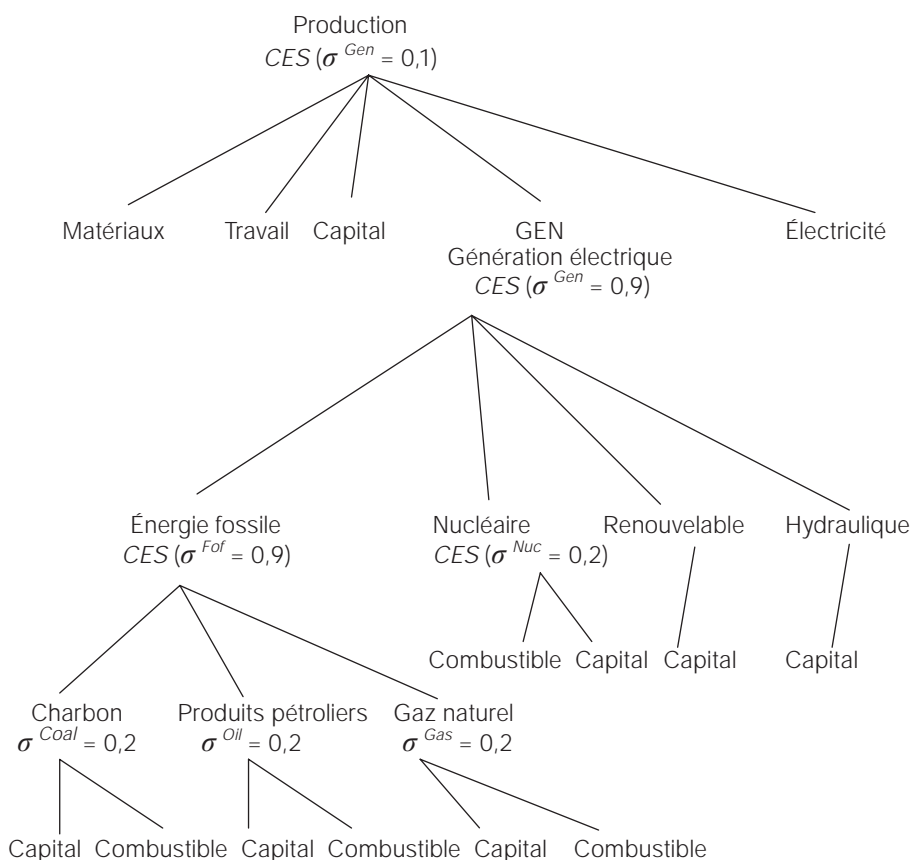 Production
CES (σ Gen = 0,1)
Matériaux Travail Capital GEN Électricité
Génération électrique
CES (σ Gen = 0,9)
Énergie fossile Nucléaire Renouvelable Hydraulique
CES (σ Fof = 0,9) CES (σ Nuc = 0,2)
Combustible Capital Capital Capital
Charbon Produits pétroliers Gaz naturel
σ Coal = 0,2 σ Oil = 0,2 σ Gas = 0,2
Capital Combustible Capital Combustible Capital Combustible